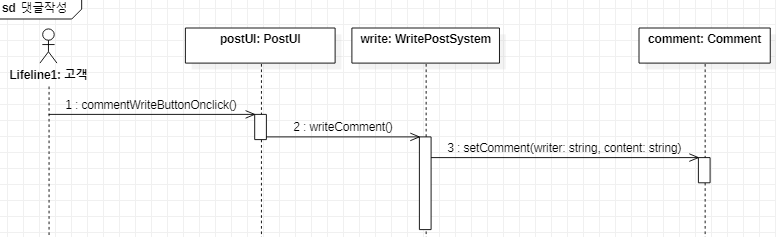 sd 댓글작성
postUI: PostUI
write: WritePostSystem
comment: Comment
Lifeline1: 고객
1 : commentWriteButtonOnclick()
2 : writeComment()
3 : setComment(writer: string, content: string)